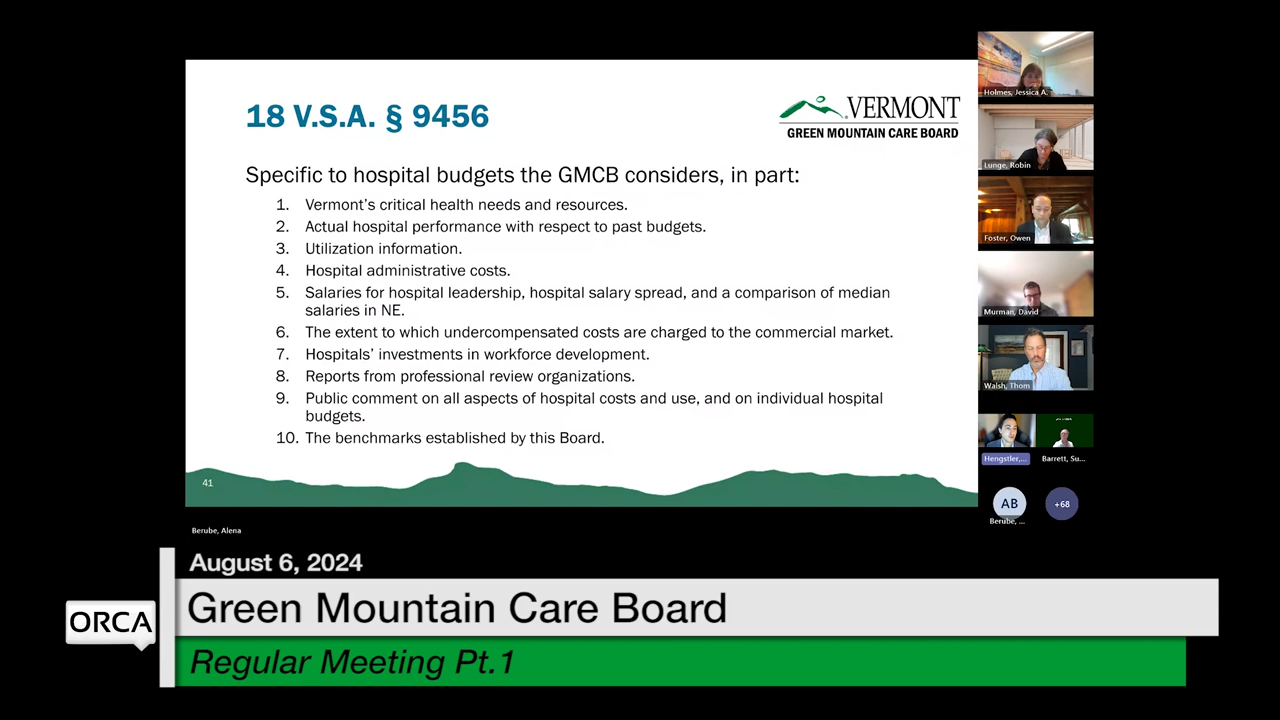 18 V.S.A. § 9456
VERMONT
GREEN MOUNTAIN CARE BOARD
Specific to hospital budgets the GMCB considers, in part:
1. Vermont's critical health needs and resources.
2. Actual hospital performance with respect to past budgets.
3. Utilization information.
4. Hospital administrative costs.
5. Salaries for hospital leadership, hospital salary spread, and a comparison of median
salaries in NE.
6. The extent to which undercompensated costs are charged to the commercial market.
7. Hospitals' investments in workforce development.
8. Reports from professional review organizations.
9. Public comment on all aspects of hospital costs and use, and on individual hospital
budgets.
10. The benchmarks established by this Board.
41
Berube, Alena
Holmes, Jessica A.
Lunge, Robin
Foster, Owen
Murman, David
Walsh, Thom
Hengstler,...
Barrett, Su...
AB
+68
Berube, ...
August 6, 2024
ORCA
Green Mountain Care Board
Regular Meeting Pt.1